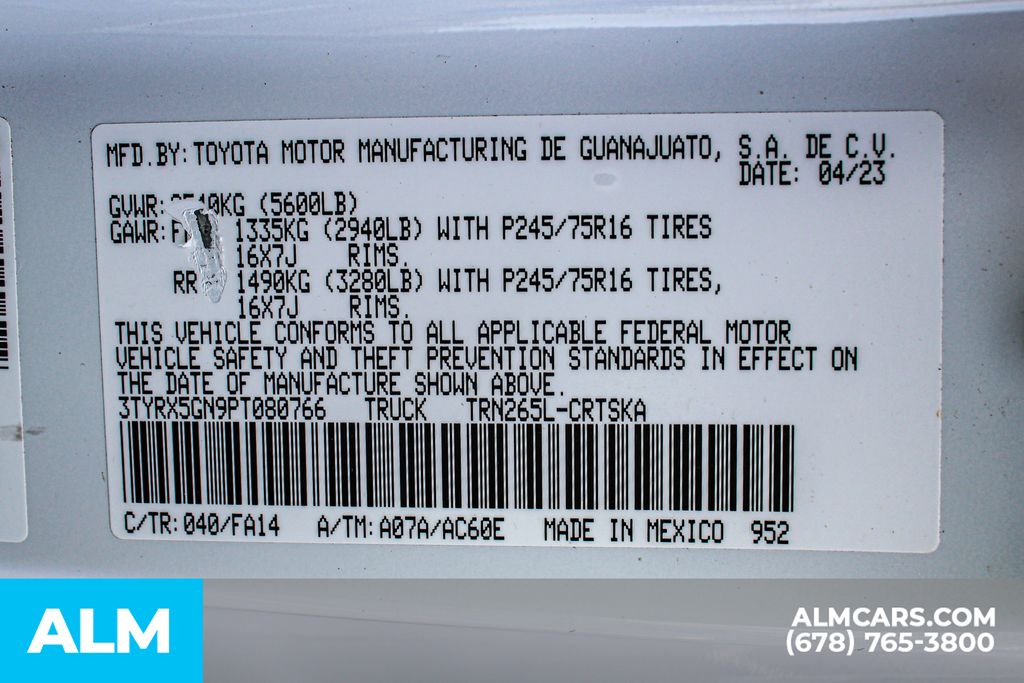 MFD.BY: TOYOTA MOTOR MANUFACTURING DE GUANAJUATO, S.A. DE C.V.
DATE: 04/23
GVWR: (5600LB)
GAWR: 1335KG (2940LB) WITH P245/75R16 TIRES
16X7J RIMS.
RR 1490KG (3280LB) WITH P245/75R16 TIRES,
16X7J RIMS.
THIS VEHICLE CONFORMS TO ALL APPLICABLE FEDERAL MOTOR
VEHICLE SAFETY AND THEFT PREVENTION STANDARDS IN EFFECT ON
THE DATE OF MANUFACTURE SHOWN ABOVE.
3TYRX5GN9PT080766 TRUCK TRN265L-CRTSKA
C/TR: 040/FA14 A/TM: A07A/AC60E MADE IN MEXICO 952
ALM
ALMCARS.COM
(678) 765-3800